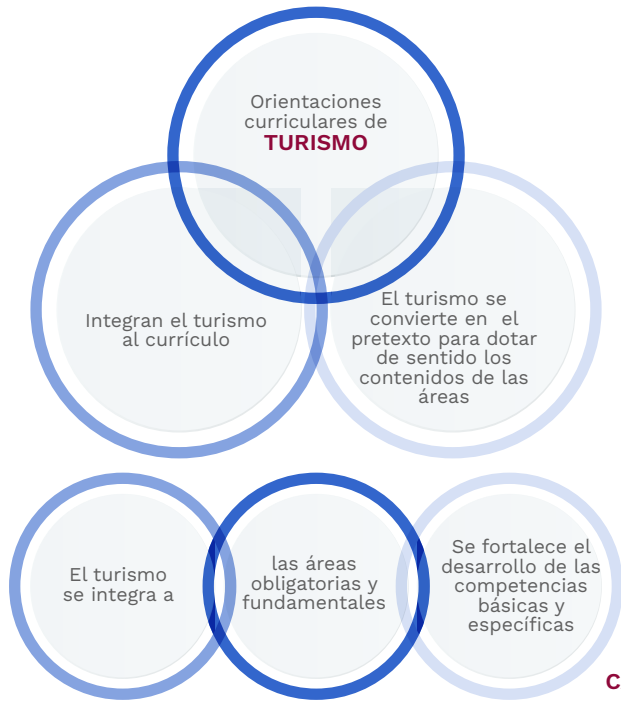 Orientaciones
curriculares de
TURISMO
Integran el turismo
al currículo
El turismo se
convierte en el
pretexto para dotar
de sentido los
contenidos de las
áreas
El turismo
se integra a
las áreas
obligatorias y
fundamentales
Se fortalece el
desarrollo de las
competencias
básicas y
específicas
C